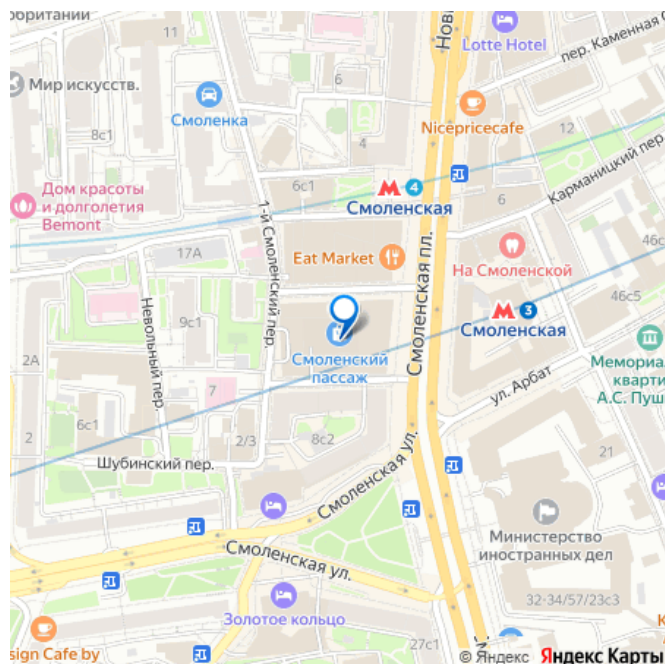 обритании
11
Lotte Hotel
пер. Каменная С
Нови
Мир искусств.
6
Смоленка
8с1
Nicepricecafe
12
Карманицкий пер.
6с1
4
Смоленская
6
Дом красоты
и долголетия
Bemont
1-й Смоленский пер.
17А
Eat Market
Смоленская пл.
На Смоленской
46с
46с5
Невольный пер.
9с1
3
Смоленская
2А
Смоленский
пассаж
Мемориа
кварти
А.С. Пуш
ул. Арбат
7
6с1
2
2/3
8с2
Шубинский пер.
21
Смоленская ул.
Министерство
иностранных дел
Смоленская ул.
Золотое кольцо
32-34/57/23с3
sign Cafe by
27с1
К
© Яндекс Яндекс Карты